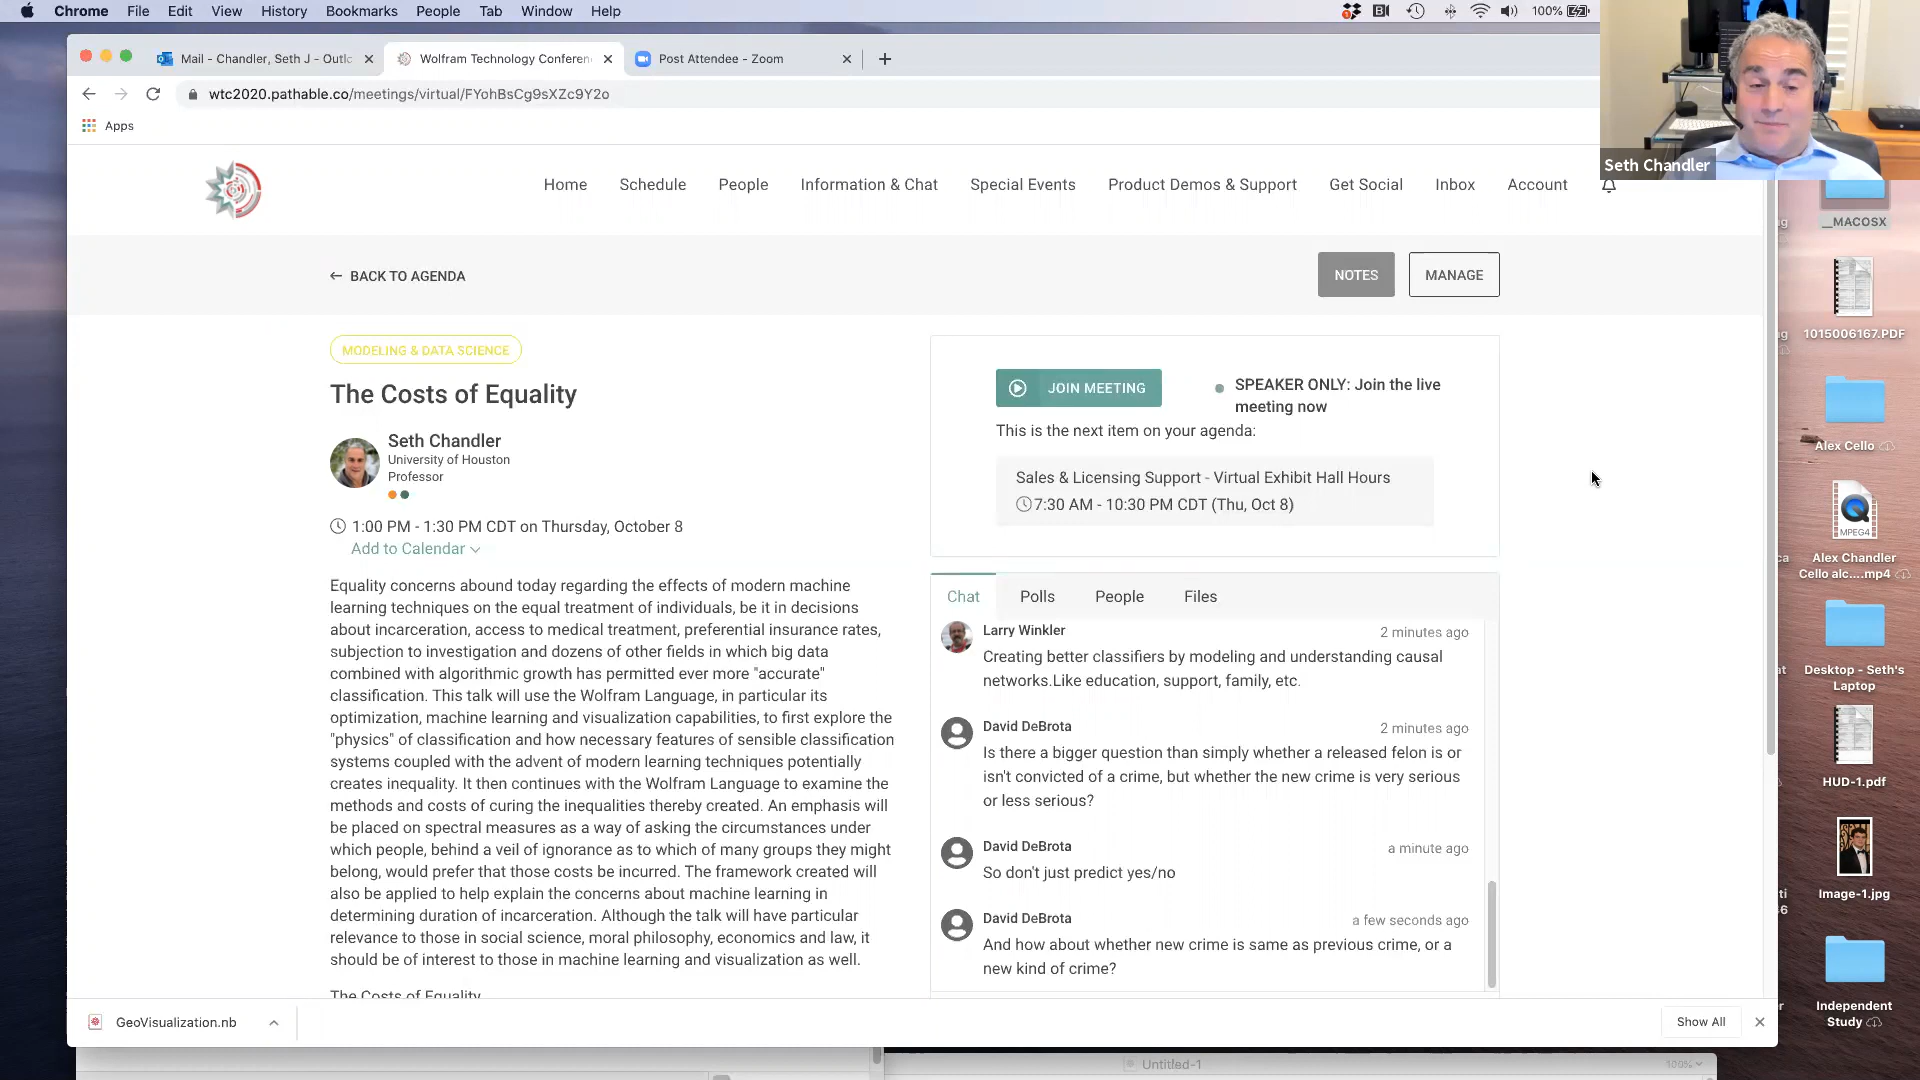 Chrome File Edit View History Bookmarks People Tab Window Help 100%
Mail - Chandler, Seth J - Outlo
Wolfram Technology Conferen
Post Attendee - Zoom
wtc2020.pathable.co/meetings/virtual/FYohBsCg9sXZc9Y2o
Apps
Seth Chandler
Home Schedule People Information & Chat Special Events Product Demos & Support Get Social Inbox Account
BACK TO AGENDA
NOTES MANAGE
MODELING & DATA SCIENCE
The Costs of Equality
Seth Chandler
University of Houston
Professor
1:00 PM - 1:30 PM CDT on Thursday, October 8
Add to Calendar
Equality concerns abound today regarding the effects of modern machine
learning techniques on the equal treatment of individuals, be it in decisions
about incarceration, access to medical treatment, preferential insurance rates,
subjection to investigation and dozens of other fields in which big data
combined with algorithmic growth has permitted ever more "accurate"
classification. This talk will use the Wolfram Language, in particular its
optimization, machine learning and visualization capabilities, to first explore the
"physics" of classification and how necessary features of sensible classification
systems coupled with the advent of modern learning techniques potentially
creates inequality. It then continues with the Wolfram Language to examine the
methods and costs of curing the inequalities thereby created. An emphasis will
be placed on spectral measures as a way of asking the circumstances under
which people, behind a veil of ignorance as to which of many groups they might
belong, would prefer that those costs be incurred. The framework created will
also be applied to help explain the concerns about machine learning in
determining duration of incarceration. Although the talk will have particular
relevance to those in social science, moral philosophy, economics and law, it
should be of interest to those in machine learning and visualization as well.
The Costs of Equality
JOIN MEETING
SPEAKER ONLY: Join the live
meeting now
This is the next item on your agenda:
Sales & Licensing Support - Virtual Exhibit Hall Hours
7:30 AM - 10:30 PM CDT (Thu, Oct 8)
Chat Polls People Files
Larry Winkler 2 minutes ago
Creating better classifiers by modeling and understanding causal
networks.Like education, support, family, etc.
David DeBrota 2 minutes ago
Is there a bigger question than simply whether a released felon is or
isn't convicted of a crime, but whether the new crime is very serious
or less serious?
David DeBrota a minute ago
So don't just predict yes/no
David DeBrota a few seconds ago
And how about whether new crime is same as previous crime, or a
new kind of crime?
__MACOSX
1015006167.PDF
Alex Cello
MPEG4
Alex Chandler
Cello alc....mp4
Desktop - Seth's
Laptop
HUD-1.pdf
Image-1.jpg
Independent
Study
GeoVisualization.nb
Show All
Untitled-1
100%